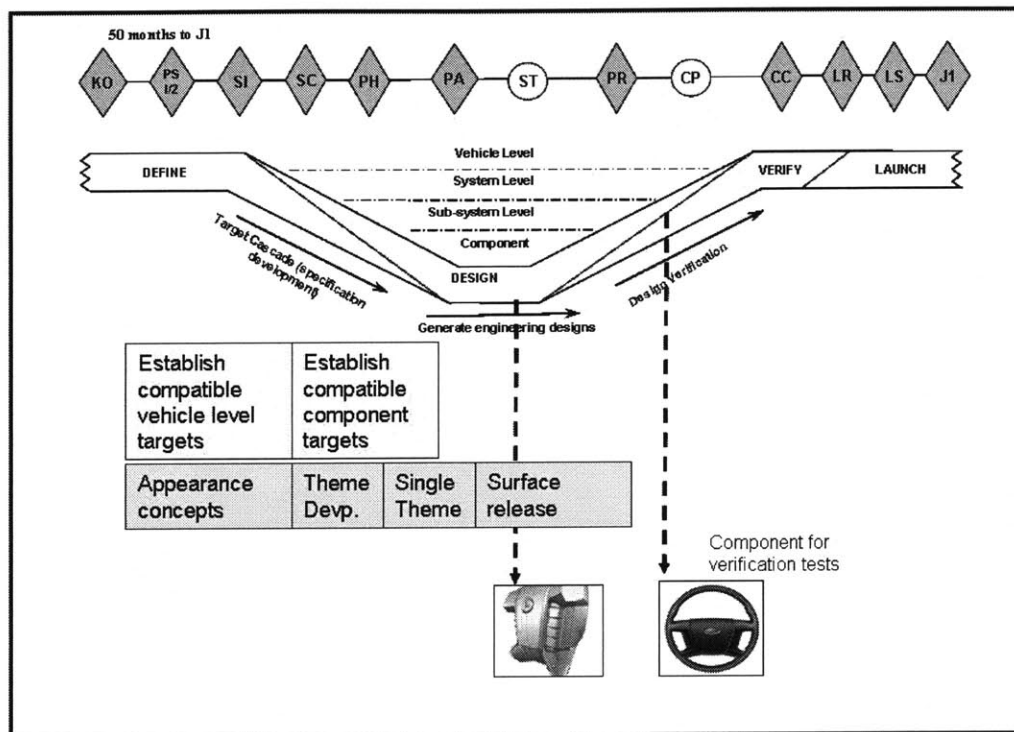 50 months to J1
KO
PS
1/2
SI
SC
PH
PA
ST
PR
CP
CC
LR
LS
J1
DEFINE
Vehicle Level
System Level
Sub-system Level
Component
DESIGN
VERIFY
LAUNCH
Target Cascade (specification
development)
Generate engineering designs
Design Verification
Establish
compatible
vehicle level
targets
Establish
compatible
component
targets
Appearance
concepts
Theme
Devp.
Single
Theme
Surface
release
Component for
verification tests